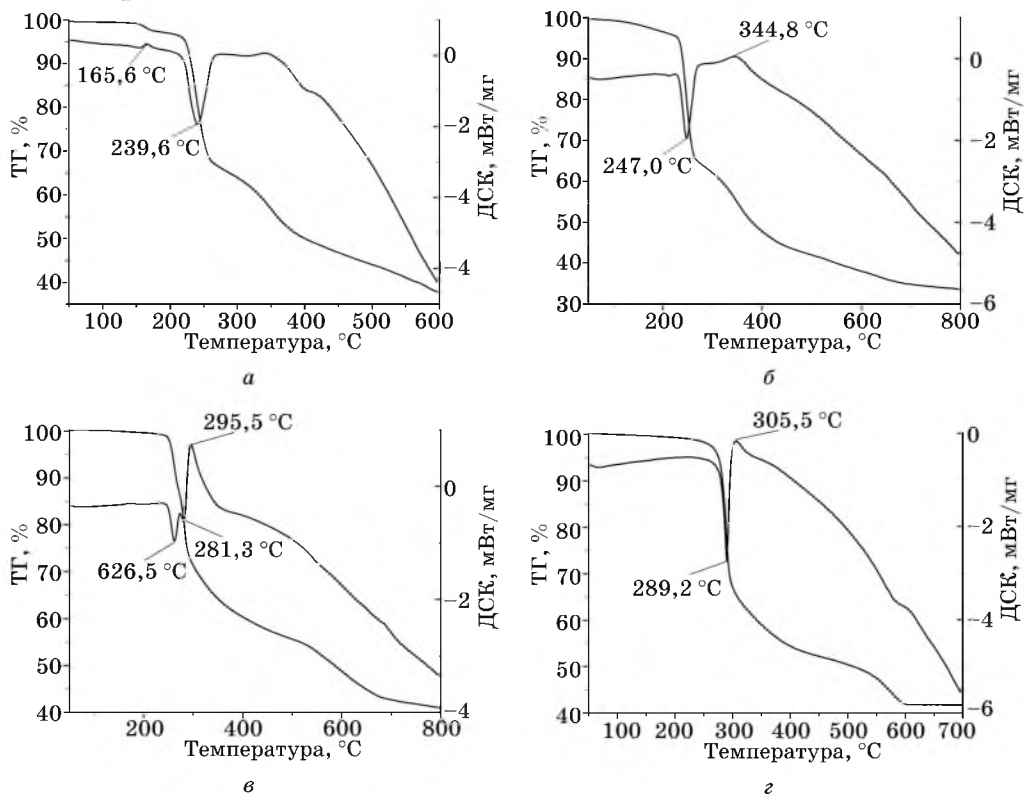 100
90
80
70
60
50
40
ТГ, %
165,6 °C
239,6 °C
0
−2
−4
ДСК, мВт/мг
100 200 300 400 500 600
Температура, °C
а
100
90
80
70
60
50
40
30
ТГ, %
344,8 °C
247,0 °C
0
−2
−4
−6
ДСК, мВт/мг
200 400 600 800
Температура, °C
б
100
90
80
70
60
50
40
ТГ, %
295,5 °C
281,3 °C
626,5 °C
0
−2
−4
ДСК, мВт/мг
200 400 600 800
Температура, °C
в
100
90
80
70
60
50
40
ТГ, %
305,5 °C
289,2 °C
0
−2
−4
−6
ДСК, мВт/мг
100 200 300 400 500 600 700
Температура, °C
г